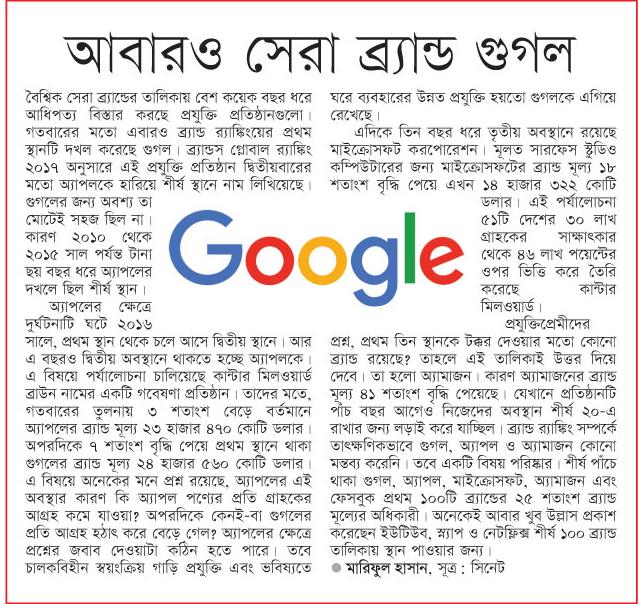 আবারও সেরা ব্র্যান্ড গুগল
বৈশ্বিক সেরা ব্র্যান্ডের তালিকায় বেশ কয়েক বছর ধরে
আধিপত্য বিস্তার করছে প্রযুক্তি প্রতিষ্ঠানগুলো।
গতবারের মতো এবারও ব্র্যান্ড র‍্যাঙ্কিংয়ের প্রথম
স্থানটি দখল করেছে গুগল। ব্র্যান্ডস গ্লোবাল র‍্যাঙ্কিং
২০১৭ অনুসারে এই প্রযুক্তি প্রতিষ্ঠান দ্বিতীয়বারের
মতো অ্যাপলকে হারিয়ে শীর্ষ স্থানে নাম লিখিয়েছে।
গুগলের জন্য অবশ্য তা
মোটেই সহজ ছিল না।
কারণ ২০১০ থেকে
২০১৫ সাল পর্যন্ত টানা
ছয় বছর ধরে অ্যাপলের
দখলে ছিল শীর্ষ স্থান।
অ্যাপলের ক্ষেত্রে
দুর্ঘটনাটি ঘটে ২০১৬
সালে, প্রথম স্থান থেকে চলে আসে দ্বিতীয় স্থানে। আর
এ বছরও দ্বিতীয় অবস্থানে থাকতে হচ্ছে অ্যাপলকে।
এ বিষয়ে পর্যালোচনা চালিয়েছে কান্টার মিলওয়ার্ড
ব্রাউন নামের একটি গবেষণা প্রতিষ্ঠান। তাদের মতে,
গতবারের তুলনায় ৩ শতাংশ বেড়ে বর্তমানে
অ্যাপলের ব্র্যান্ড মূল্য ২৩ হাজার ৪৭০ কোটি ডলার।
অপরদিকে ৭ শতাংশ বৃদ্ধি পেয়ে প্রথম স্থানে থাকা
গুগলের ব্র্যান্ড মূল্য ২৪ হাজার ৫৬০ কোটি ডলার।
এ বিষয়ে অনেকের মনে প্রশ্ন রয়েছে, অ্যাপলের এই
অবস্থার কারণ কি অ্যাপল পণ্যের প্রতি গ্রাহকের
আগ্রহ কমে যাওয়া? অপরদিকে কেনই-বা গুগলের
প্রতি আগ্রহ হঠাৎ করে বেড়ে গেল? অ্যাপলের ক্ষেত্রে
প্রশ্নের জবাব দেওয়াটা কঠিন হতে পারে। তবে
চালকবিহীন স্বয়ংক্রিয় গাড়ি প্রযুক্তি এবং ভবিষ্যতে
Google
ঘরে ব্যবহারের উন্নত প্রযুক্তি হয়তো গুগলকে এগিয়ে
রেখেছে।
এদিকে তিন বছর ধরে তৃতীয় অবস্থানে রয়েছে
মাইক্রোসফট করপোরেশন। মূলত সারফেস স্টুডিও
কম্পিউটারের জন্য মাইক্রোসফটের ব্র্যান্ড মূল্য ১৮
শতাংশ বৃদ্ধি পেয়ে এখন ১৪ হাজার ৩২২ কোটি
ডলার। এই পর্যালোচনা
৫১টি দেশের ৩০ লাখ
গ্রাহকের সাক্ষাৎকার
থেকে ৪৬ লাখ পয়েন্টের
ওপর ভিত্তি করে তৈরি
করেছে কান্টার
মিলওয়ার্ড।
প্রযুক্তিপ্রেমীদের
প্রশ্ন, প্রথম তিন স্থানকে টক্কর দেওয়ার মতো কোনো
ব্র্যান্ড রয়েছে? তাহলে এই তালিকাই উত্তর দিয়ে
দেবে। তা হলো অ্যামাজন। কারণ অ্যামাজনের ব্র্যান্ড
মূল্য ৪১ শতাংশ বৃদ্ধি পেয়েছে। যেখানে প্রতিষ্ঠানটি
পাঁচ বছর আগেও নিজেদের অবস্থান শীর্ষ ২০-এ
রাখার জন্য লড়াই করে যাচ্ছিল। ব্র্যান্ড র‍্যাঙ্কিং সম্পর্কে
তাৎক্ষণিকভাবে গুগল, অ্যাপল ও অ্যামাজন কোনো
মন্তব্য করেনি। তবে একটি বিষয় পরিষ্কার। শীর্ষ পাঁচে
থাকা গুগল, অ্যাপল, মাইক্রোসফট, অ্যামাজন এবং
ফেসবুক প্রথম ১০০টি ব্র্যান্ডের ২৫ শতাংশ ব্র্যান্ড
মূল্যের অধিকারী। অনেকেই আবার খুব উল্লাস প্রকাশ
করেছেন ইউটিউব, স্ন্যাপ ও নেটফ্লিক্স শীর্ষ ১০০ ব্র্যান্ড
তালিকায় স্থান পাওয়ার জন্য।
● মারিফুল হাসান, সূত্র : সিনেট